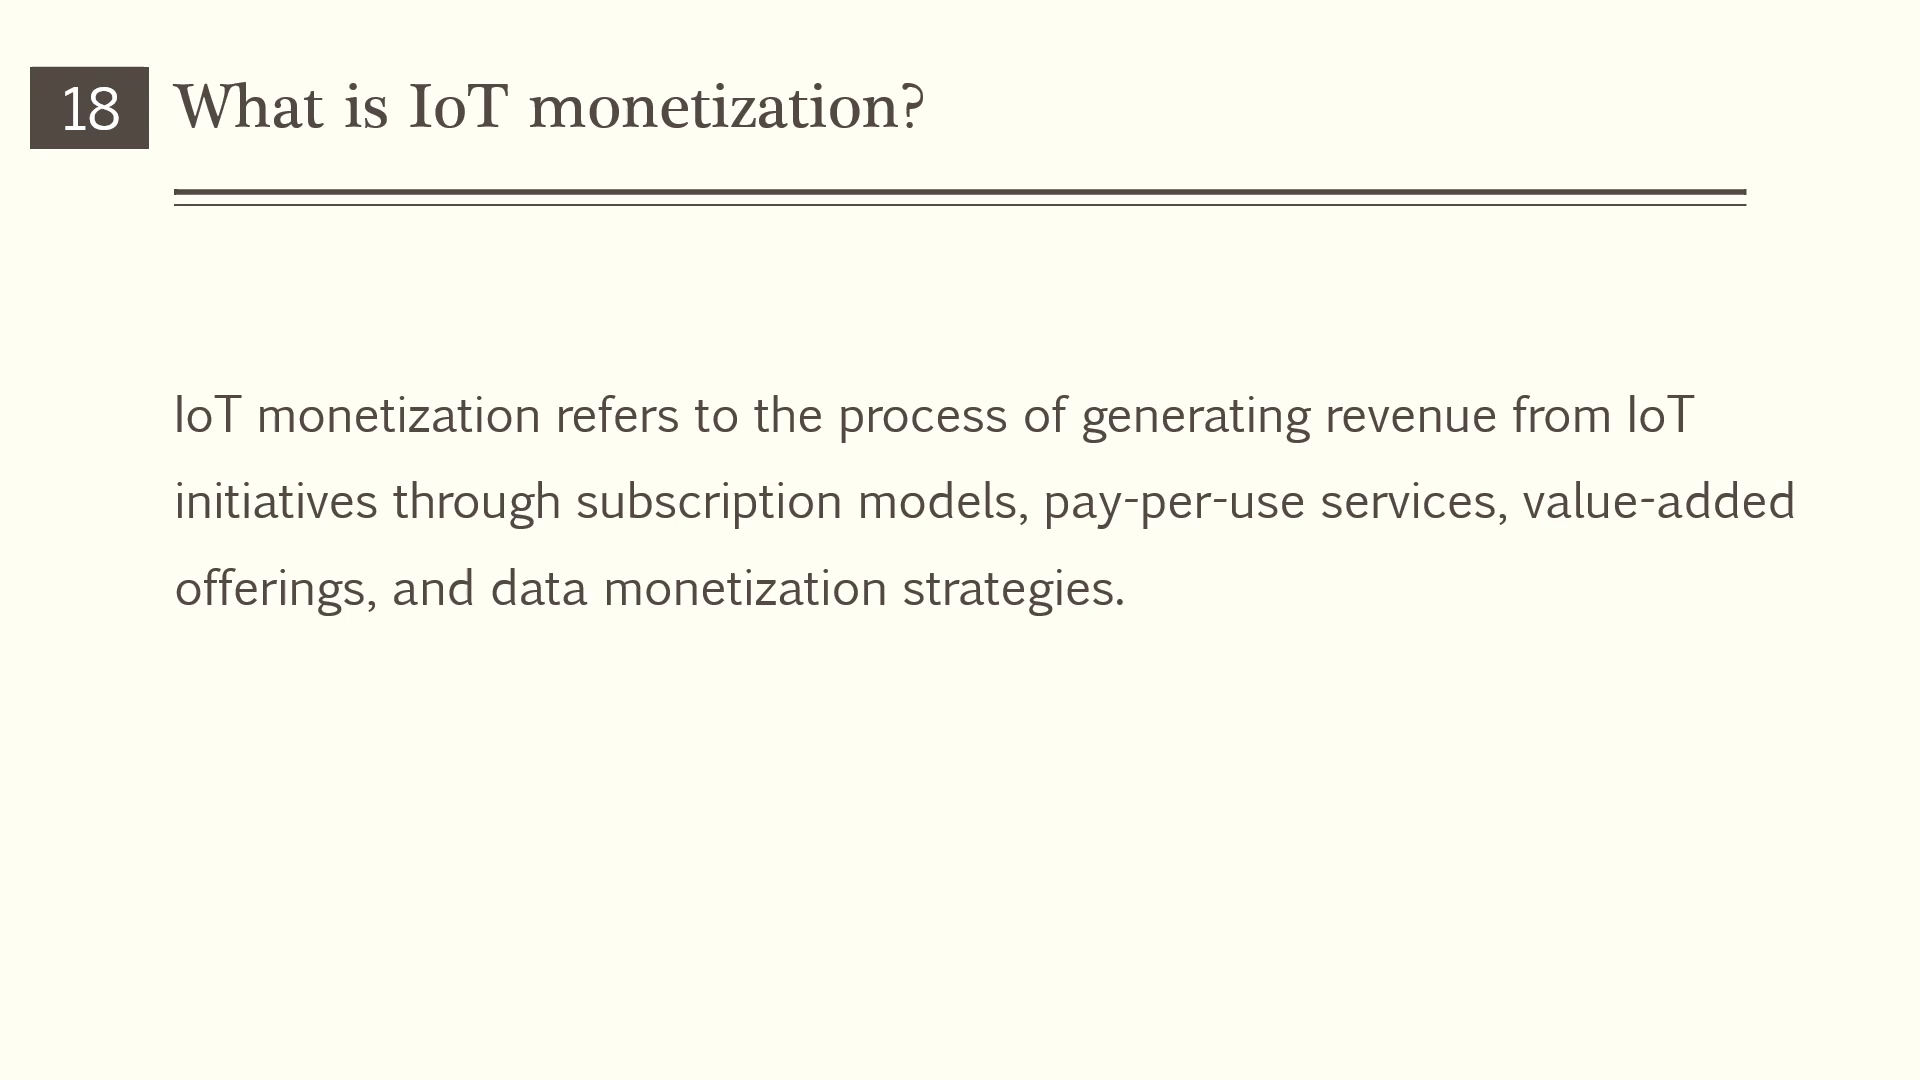 18
What is IoT monetization?
IoT monetization refers to the process of generating revenue from IoT
initiatives through subscription models, pay-per-use services, value-added
offerings, and data monetization strategies.